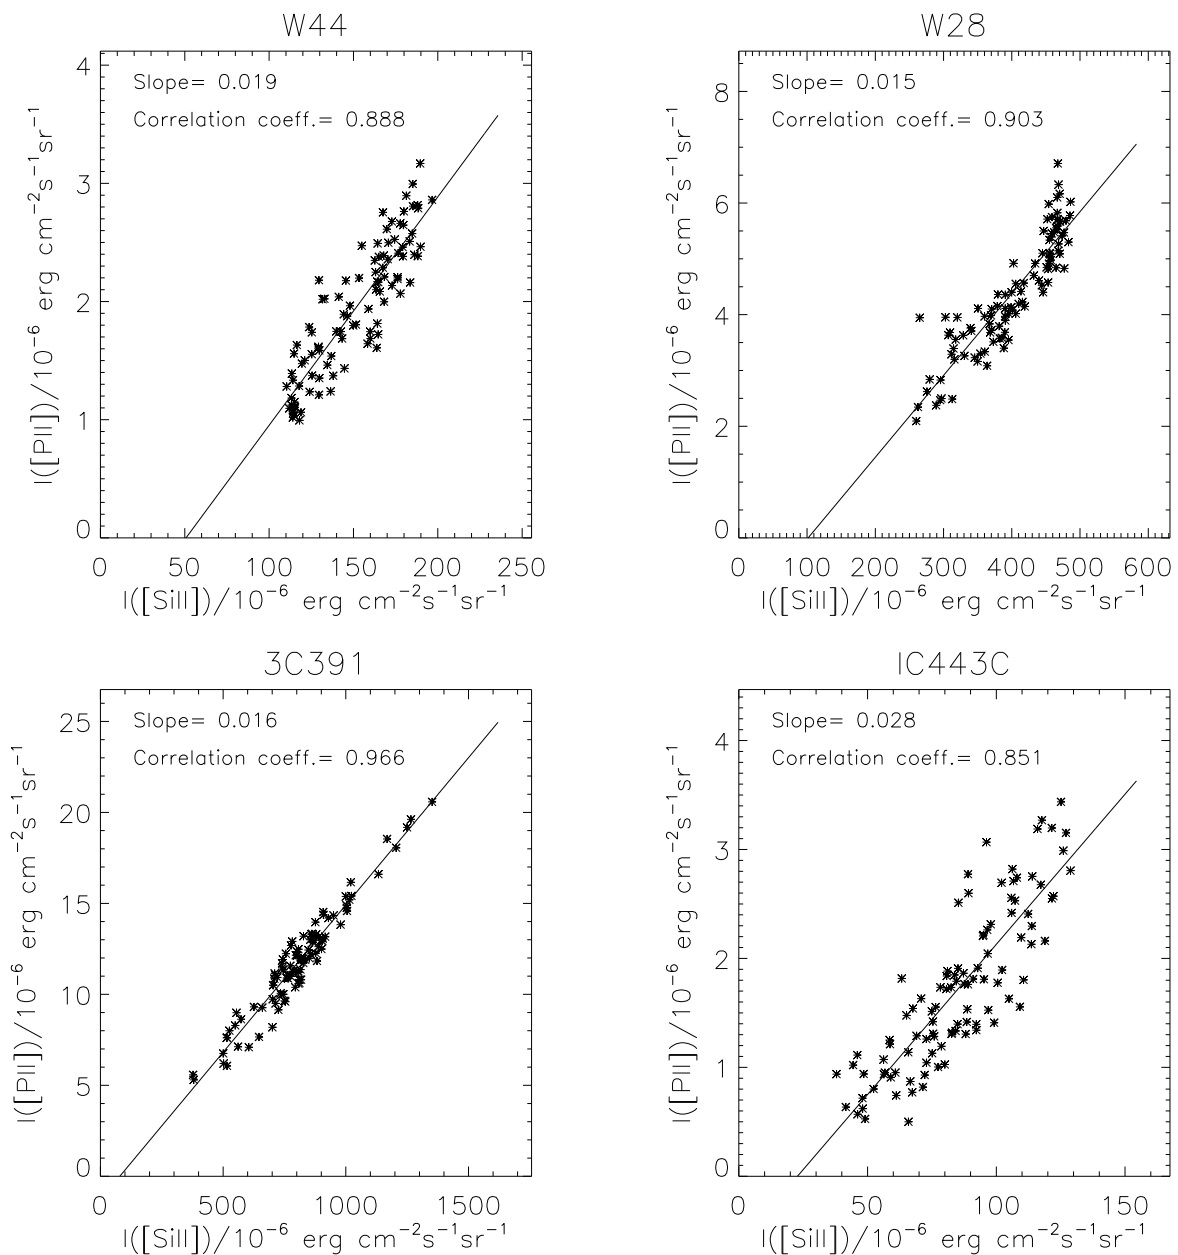 W44
Slope= 0.019
Correlation coeff.= 0.888
I([PII])/10⁻⁶ erg cm⁻²s⁻¹sr⁻¹
4
3
2
1
0
0 50 100 150 200 250
I([SiII])/10⁻⁶ erg cm⁻²s⁻¹sr⁻¹
W28
Slope= 0.015
Correlation coeff.= 0.903
I([PII])/10⁻⁶ erg cm⁻²s⁻¹sr⁻¹
8
6
4
2
0
0 100 200 300 400 500 600
I([SiII])/10⁻⁶ erg cm⁻²s⁻¹sr⁻¹
3C391
Slope= 0.016
Correlation coeff.= 0.966
I([PII])/10⁻⁶ erg cm⁻²s⁻¹sr⁻¹
25
20
15
10
5
0
0 500 1000 1500
I([SiII])/10⁻⁶ erg cm⁻²s⁻¹sr⁻¹
IC443C
Slope= 0.028
Correlation coeff.= 0.851
I([PII])/10⁻⁶ erg cm⁻²s⁻¹sr⁻¹
4
3
2
1
0
0 50 100 150
I([SiII])/10⁻⁶ erg cm⁻²s⁻¹sr⁻¹